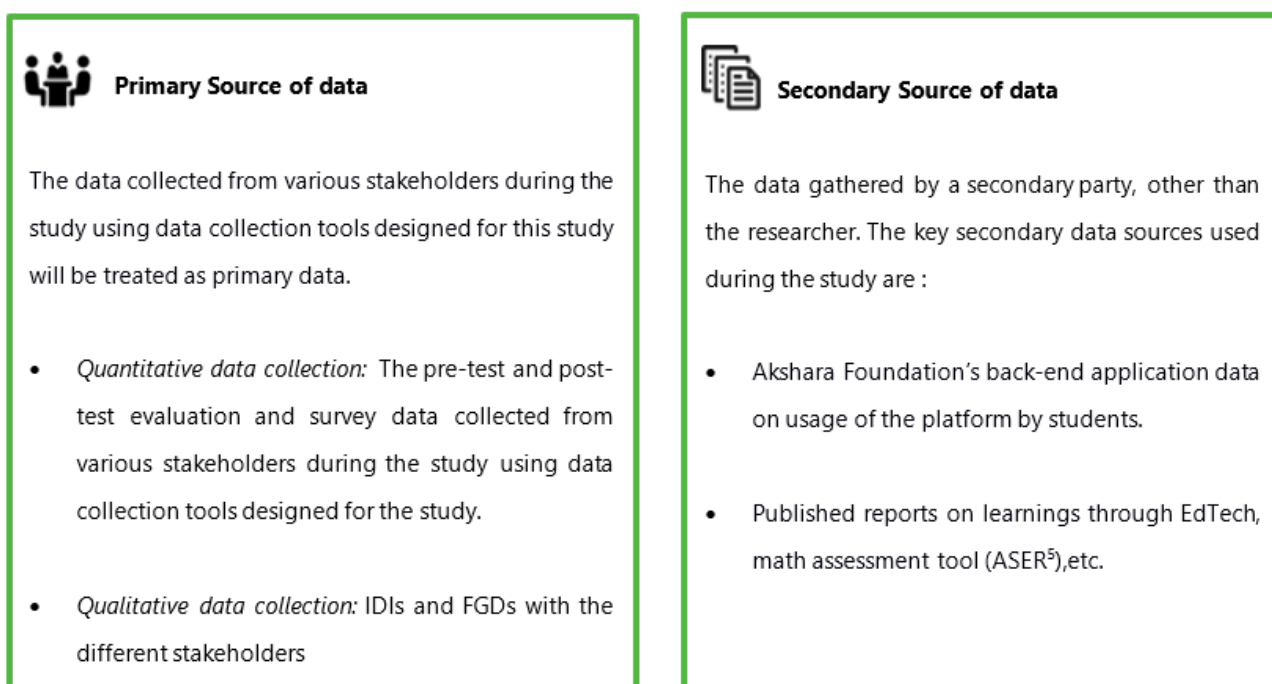 Primary Source of data
The data collected from various stakeholders during the
study using data collection tools designed for this study
will be treated as primary data.
• Quantitative data collection: The pre-test and post-
test evaluation and survey data collected from
various stakeholders during the study using data
collection tools designed for the study.
• Qualitative data collection: IDIs and FGDs with the
different stakeholders
Secondary Source of data
The data gathered by a secondary party, other than
the researcher. The key secondary data sources used
during the study are :
• Akshara Foundation’s back-end application data
on usage of the platform by students.
• Published reports on learnings through EdTech,
math assessment tool (ASER⁵),etc.